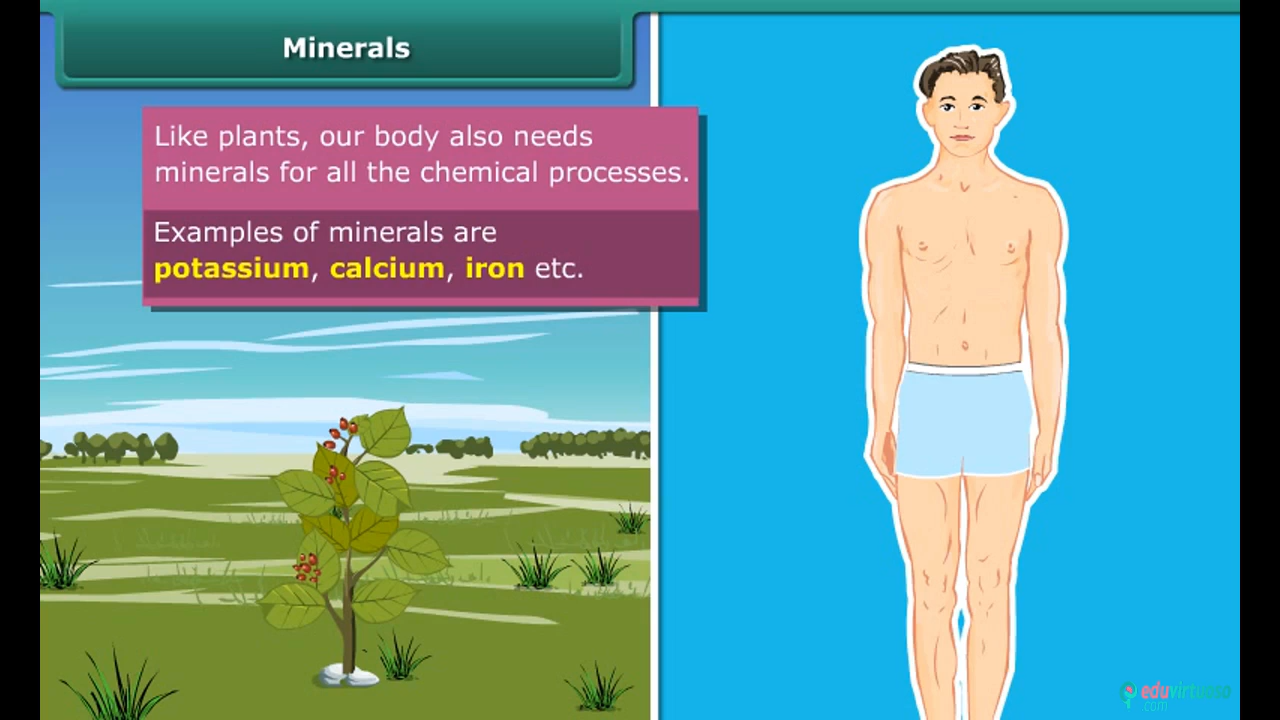 Minerals
Like plants, our body also needs
minerals for all the chemical processes.
Examples of minerals are
potassium, calcium, iron etc.
eduvirtuoso
.com